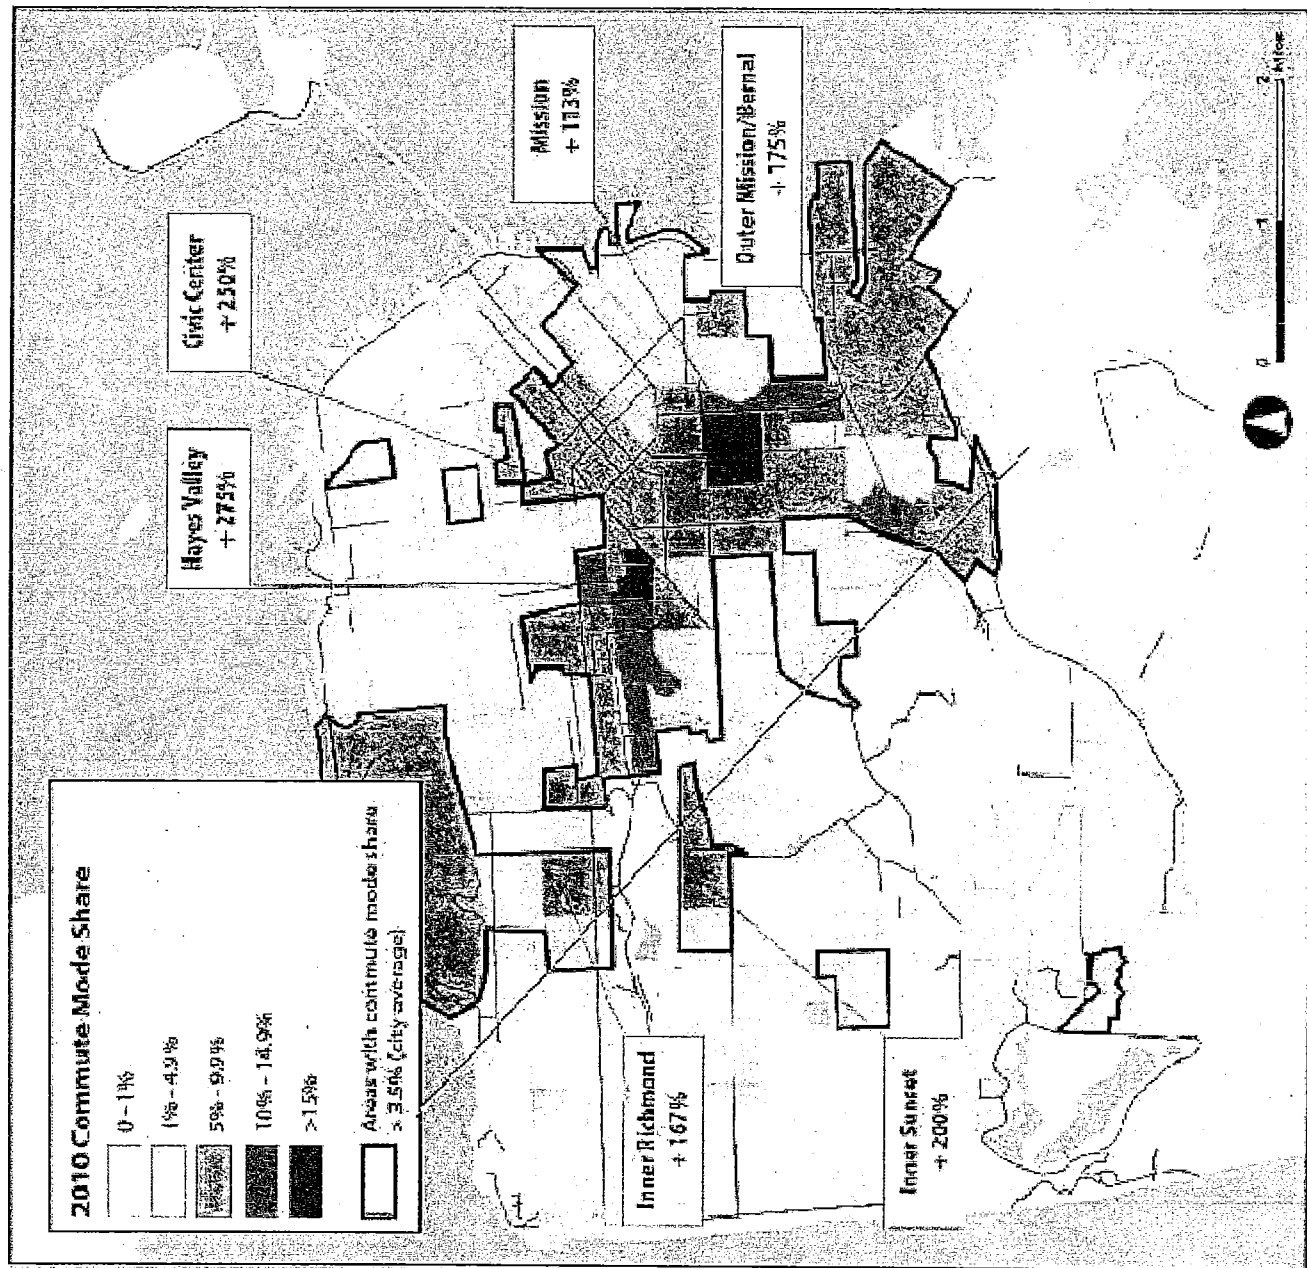 2010 Commute Mode Share
0 - 1%
1% - 4.9%
5% - 9.9%
10% - 14.9%
>15%
Areas with commute mode share
> 3.5% (city average)
Hayes Valley
+ 275%
Civic Center
+ 250%
Mission
+ 113%
Outer Mission/Bernal
+ 175%
Inner Richmond
+ 167%
Inner Sunset
+ 200%
0
1
2
Miles